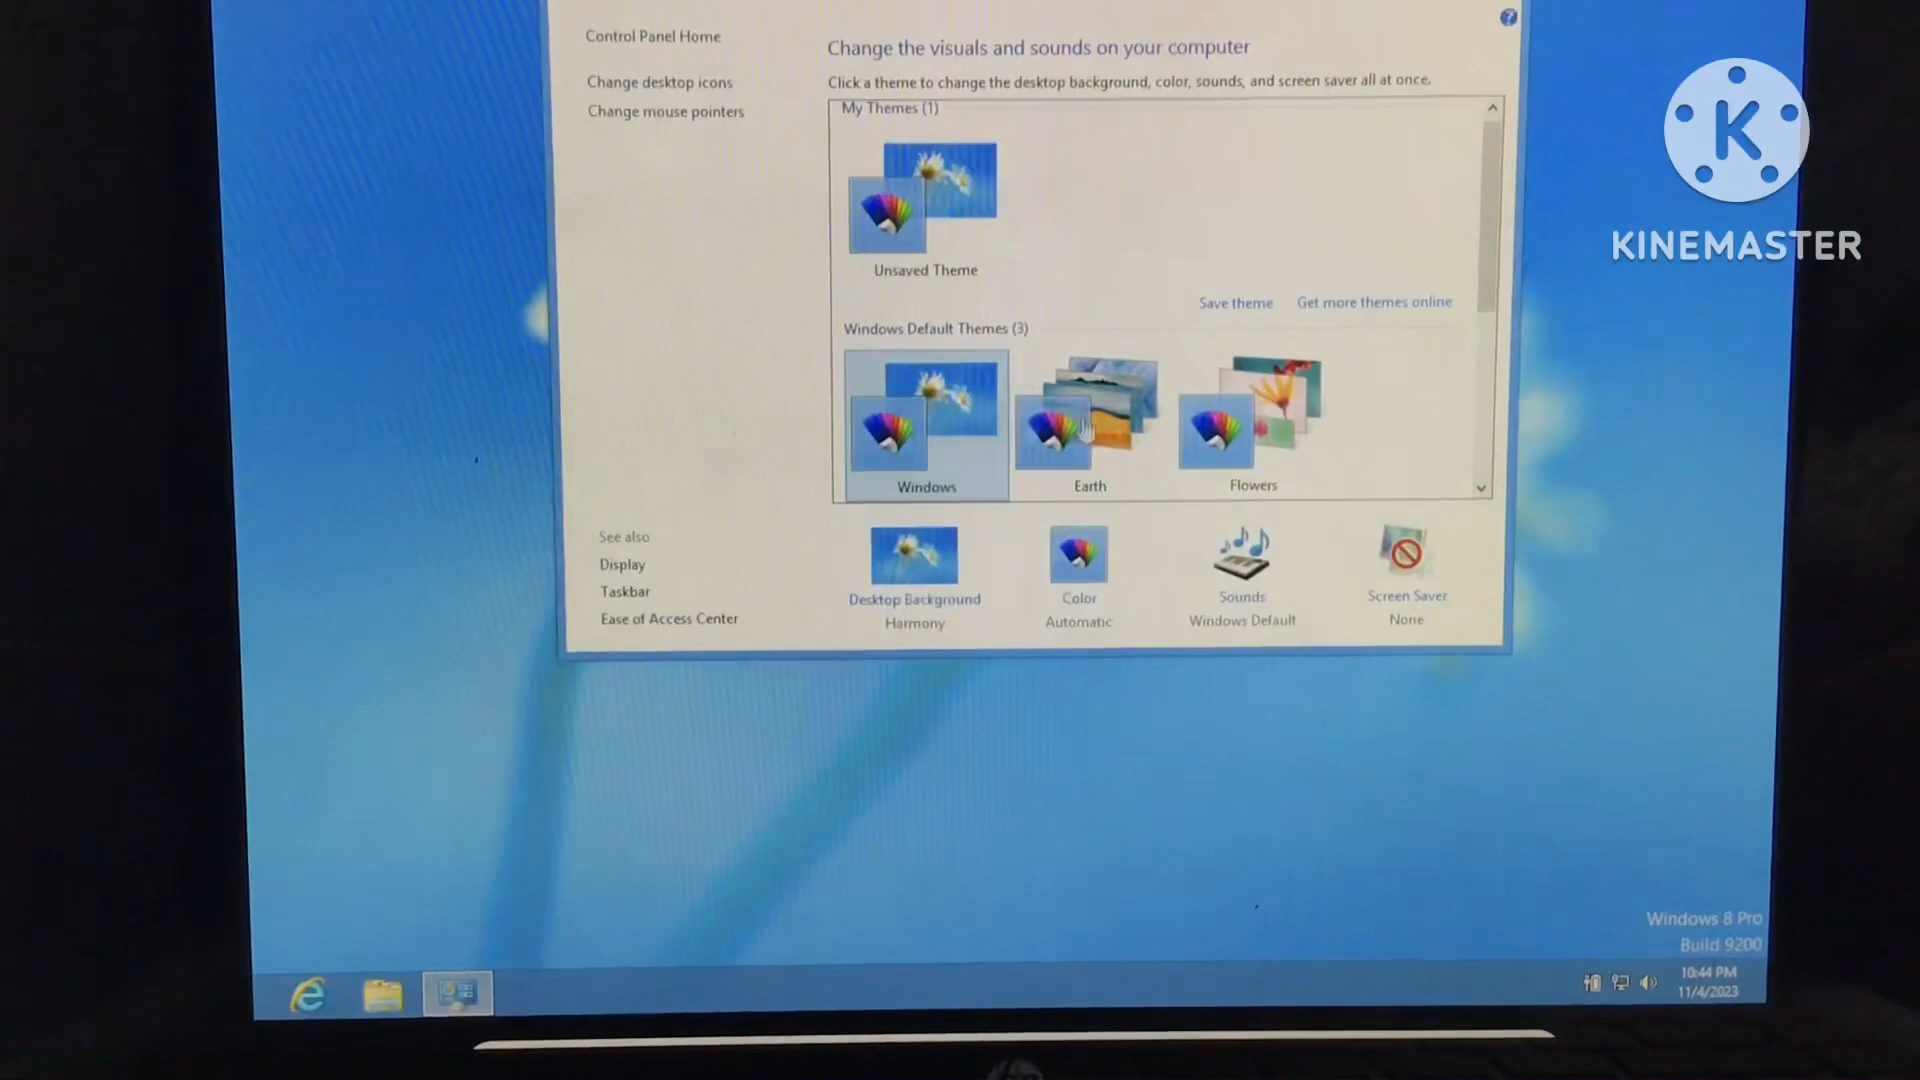 Control Panel Home
Change desktop icons
Change mouse pointers
Change the visuals and sounds on your computer
Click a theme to change the desktop background, color, sounds, and screen saver all at once.
My Themes (1)
Unsaved Theme
Save theme Get more themes online
Windows Default Themes (3)
Windows Earth Flowers
See also
Display
Taskbar
Ease of Access Center
Desktop Background Color Sounds Screen Saver
Harmony Automatic Windows Default None
K
KINEMASTER
Windows 8 Pro
Build 9200
10:44 PM
11/4/2023